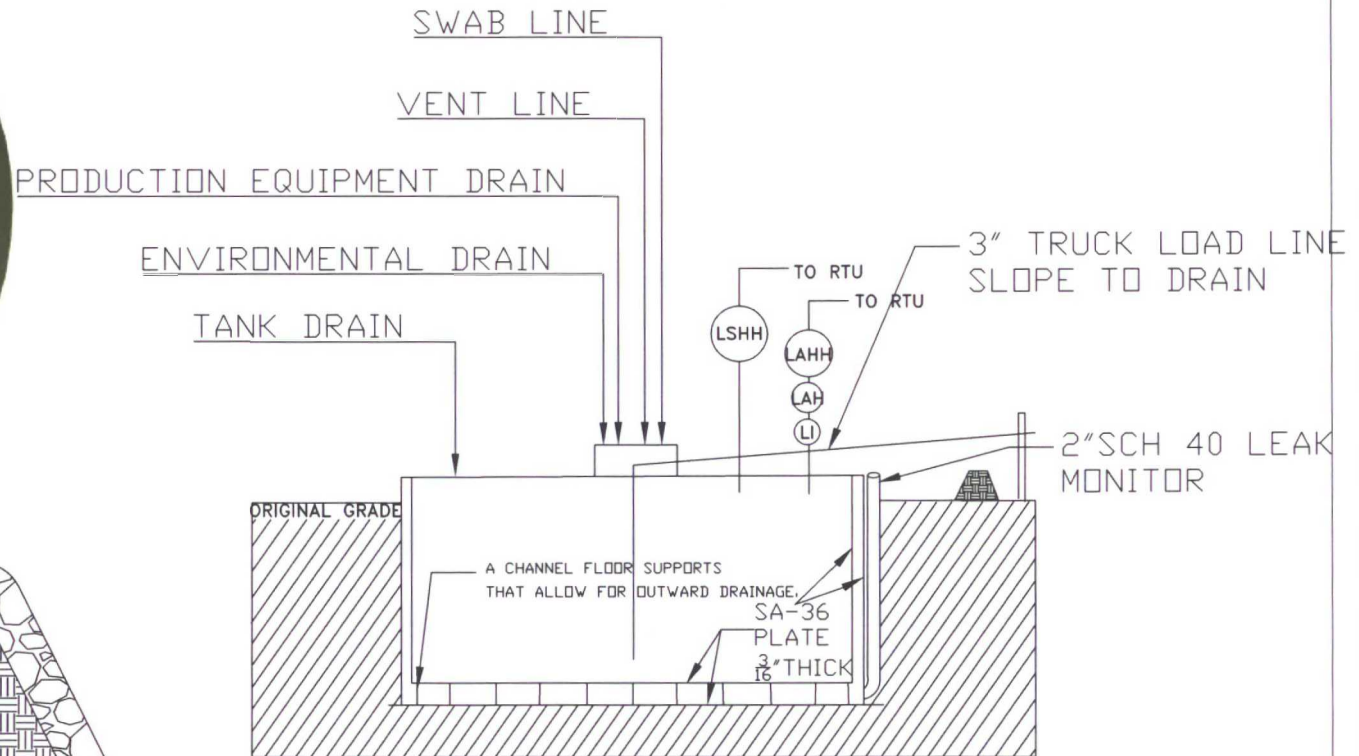 SWAB LINE
VENT LINE
PRODUCTION EQUIPMENT DRAIN
ENVIRONMENTAL DRAIN
TANK DRAIN
TO RTU
TO RTU
3" TRUCK LOAD LINE
SLOPE TO DRAIN
LSHH
LAHH
LAH
LI
2"SCH 40 LEAK
MONITOR
ORIGINAL GRADE
A CHANNEL FLOOR SUPPORTS
THAT ALLOW FOR OUTWARD DRAINAGE.
SA-36
PLATE
3/16" THICK